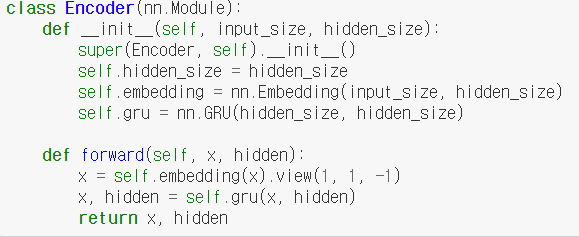 class Encoder(nn.Module):
    def __init__(self, input_size, hidden_size):
        super(Encoder, self).__init__()
        self.hidden_size = hidden_size
        self.embedding = nn.Embedding(input_size, hidden_size)
        self.gru = nn.GRU(hidden_size, hidden_size)

    def forward(self, x, hidden):
        x = self.embedding(x).view(1, 1, -1)
        x, hidden = self.gru(x, hidden)
        return x, hidden